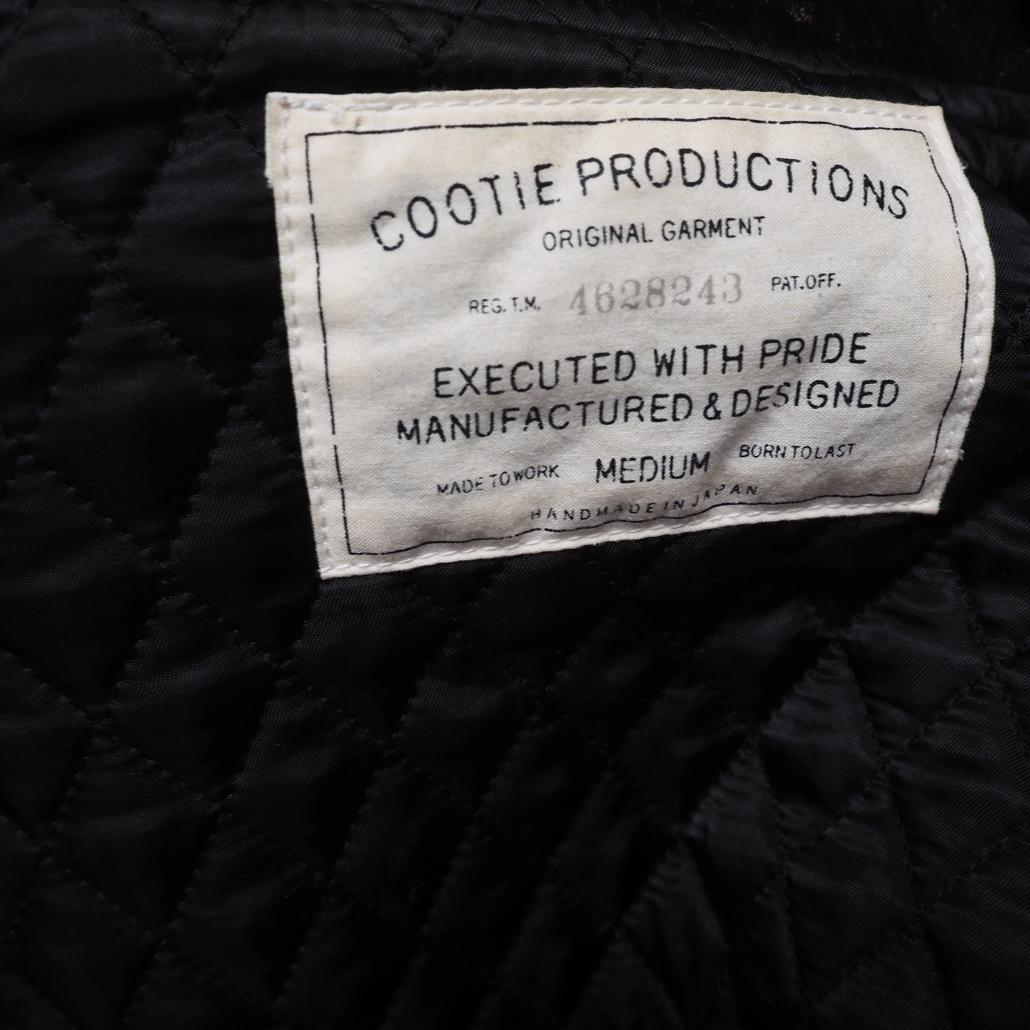 COOTIE PRODUCTIONS
ORIGINAL GARMENT
REG. T.M. 4628243 PAT. OFF.
EXECUTED WITH PRIDE
MANUFACTURED & DESIGNED
MADE TO WORK MEDIUM BORN TO LAST
HANDMADE IN JAPAN